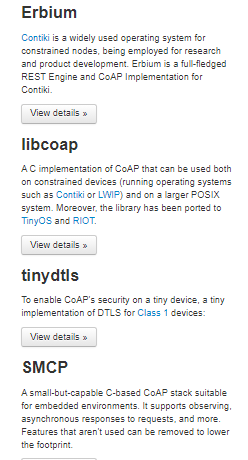 Erbium
Contiki is a widely used operating system for
constrained nodes, being employed for research
and product development. Erbium is a full-fledged
REST Engine and CoAP Implementation for
Contiki.
View details »
libcoap
A C implementation of CoAP that can be used both
on constrained devices (running operating systems
such as Contiki or LWIP) and on a larger POSIX
system. Moreover, the library has been ported to
TinyOS and RIOT.
View details »
tinydtls
To enable CoAP's security on a tiny device, a tiny
implementation of DTLS for Class 1 devices:
View details »
SMCP
A small-but-capable C-based CoAP stack suitable
for embedded environments. It supports observing,
asynchronous responses to requests, and more.
Features that aren't used can be removed to lower
the footprint.